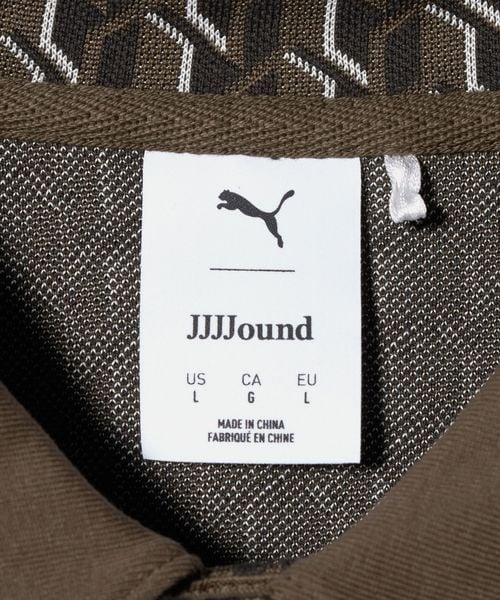 JJJJound
US CA EU
L G L
MADE IN CHINA
FABRIQUÉ EN CHINE